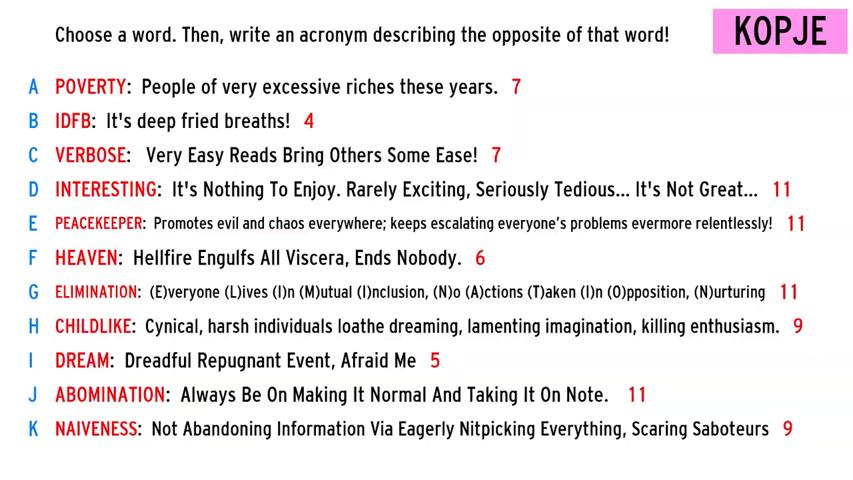 Choose a word. Then, write an acronym describing the opposite of that word!
KOPJE
A POVERTY: People of very excessive riches these years. 7
B IDFB: It's deep fried breaths! 4
C VERBOSE: Very Easy Reads Bring Others Some Ease! 7
D INTERESTING: It's Nothing To Enjoy. Rarely Exciting, Seriously Tedious... It's Not Great... 11
E PEACEKEEPER: Promotes evil and chaos everywhere; keeps escalating everyone's problems evermore relentlessly! 11
F HEAVEN: Hellfire Engulfs All Viscera, Ends Nobody. 6
G ELIMINATION: (E)veryone (L)ives (I)n (M)utual (I)nclusion, (N)o (A)ctions (T)aken (I)n (O)pposition, (N)urturing 11
H CHILDLIKE: Cynical, harsh individuals loathe dreaming, lamenting imagination, killing enthusiasm. 9
I DREAM: Dreadful Repugnant Event, Afraid Me 5
J ABOMINATION: Always Be On Making It Normal And Taking It On Note. 11
K NAIVENESS: Not Abandoning Information Via Eagerly Nitpicking Everything, Scaring Saboteurs 9